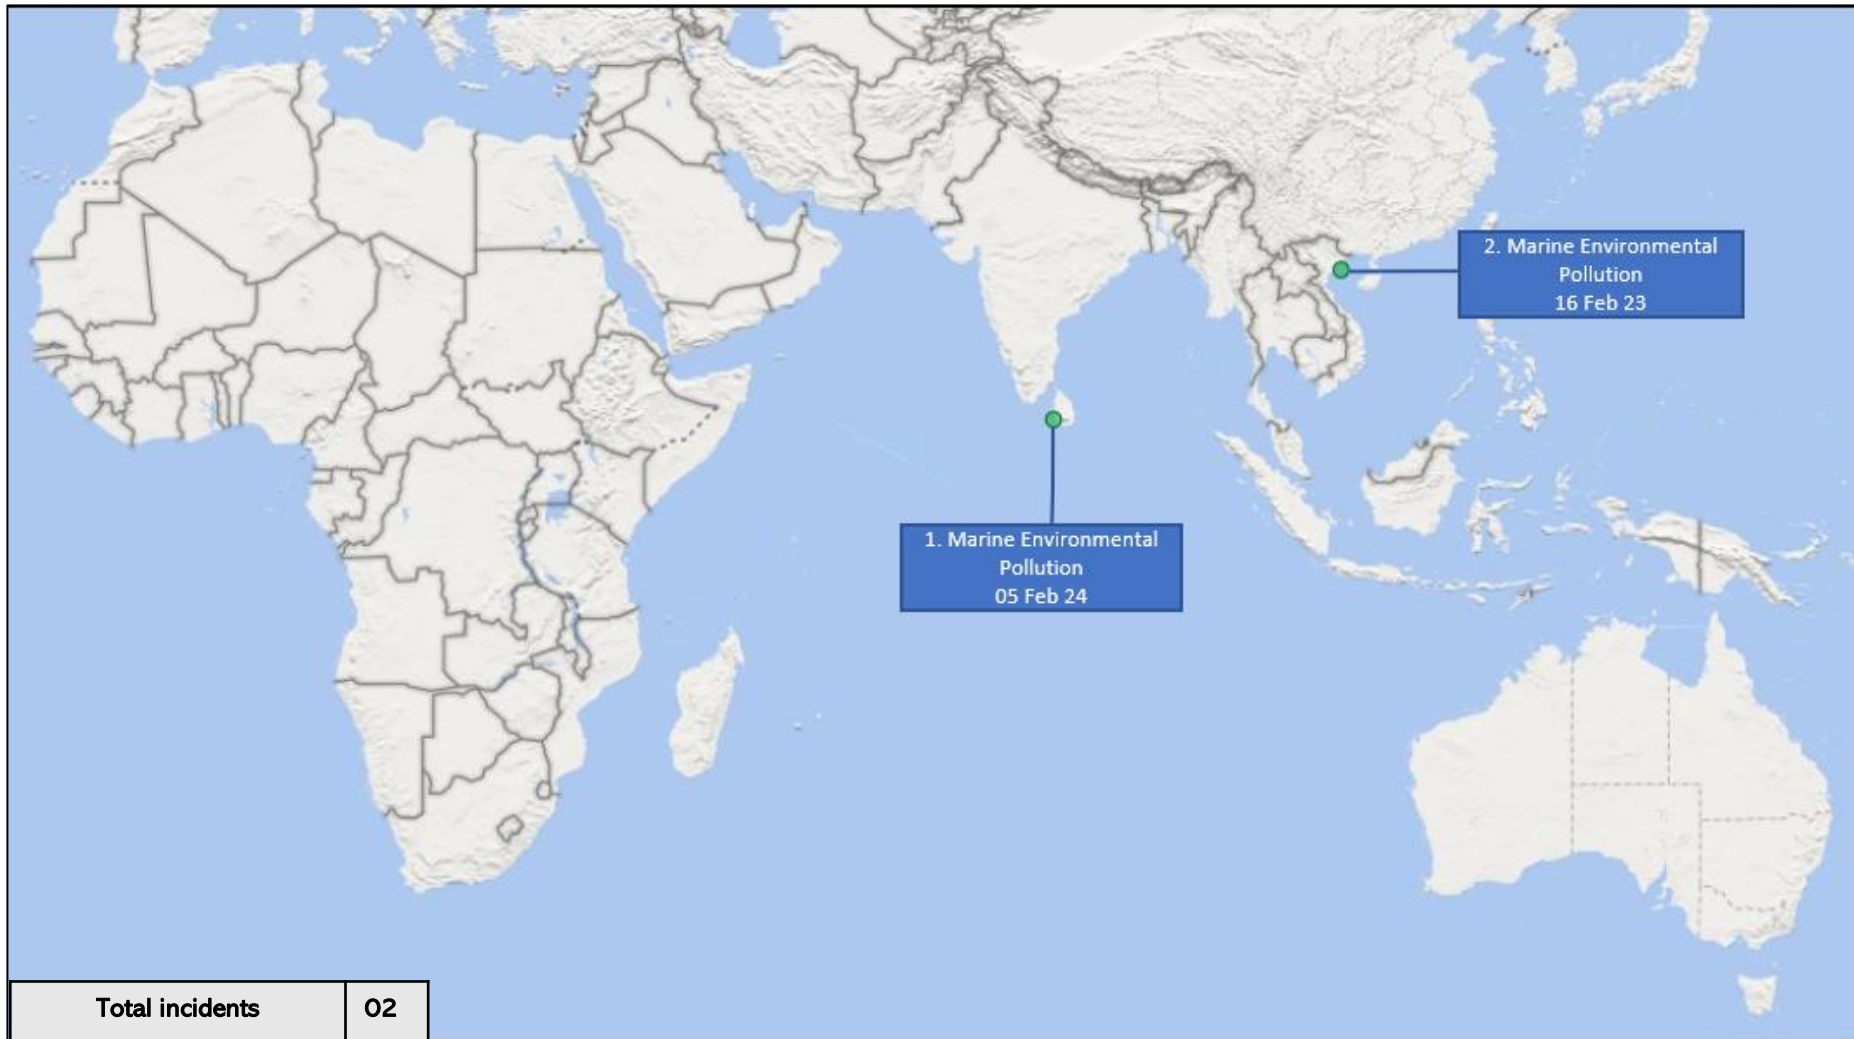 2. Marine Environmental
Pollution
16 Feb 23
1. Marine Environmental
Pollution
05 Feb 24
Total incidents 02